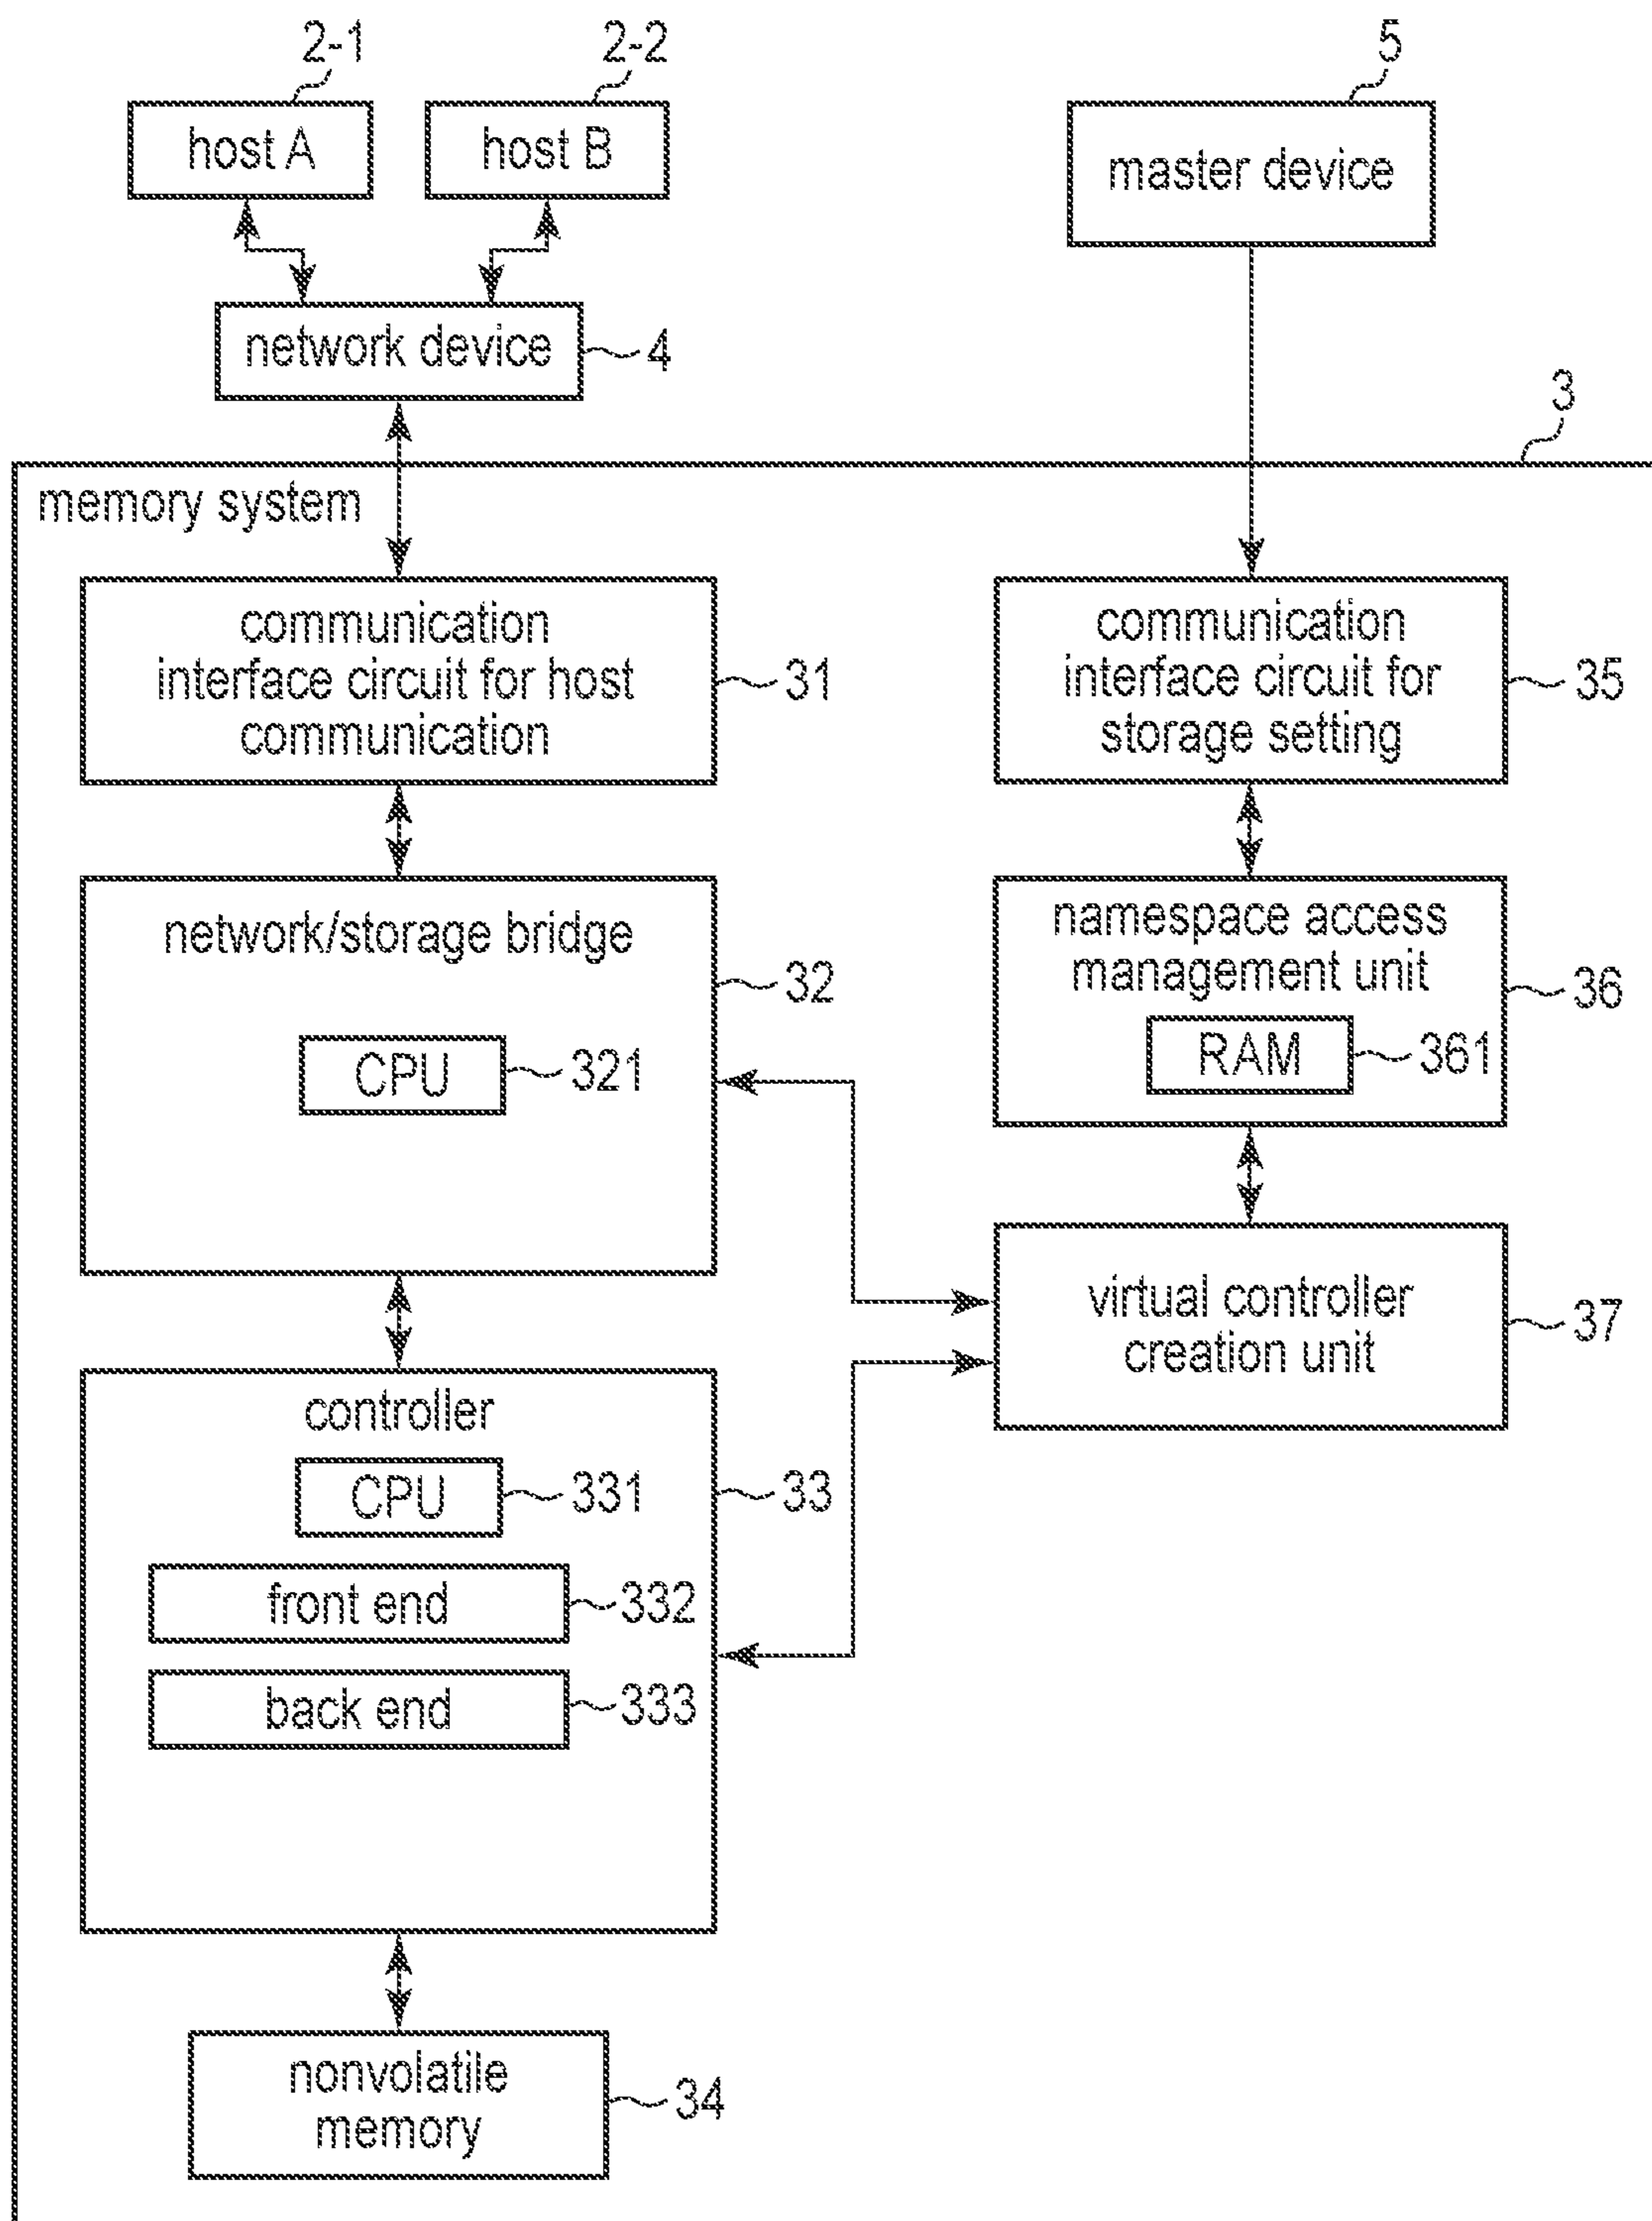 2-1
2-2
5
host A
host B
master device
network device
4
3
memory system
communication
interface circuit for host
communication
31
communication
interface circuit for
storage setting
35
network/storage bridge
32
CPU
321
namespace access
management unit
36
RAM
361
virtual controller
creation unit
37
controller
33
CPU
331
front end
332
back end
333
nonvolatile
memory
34